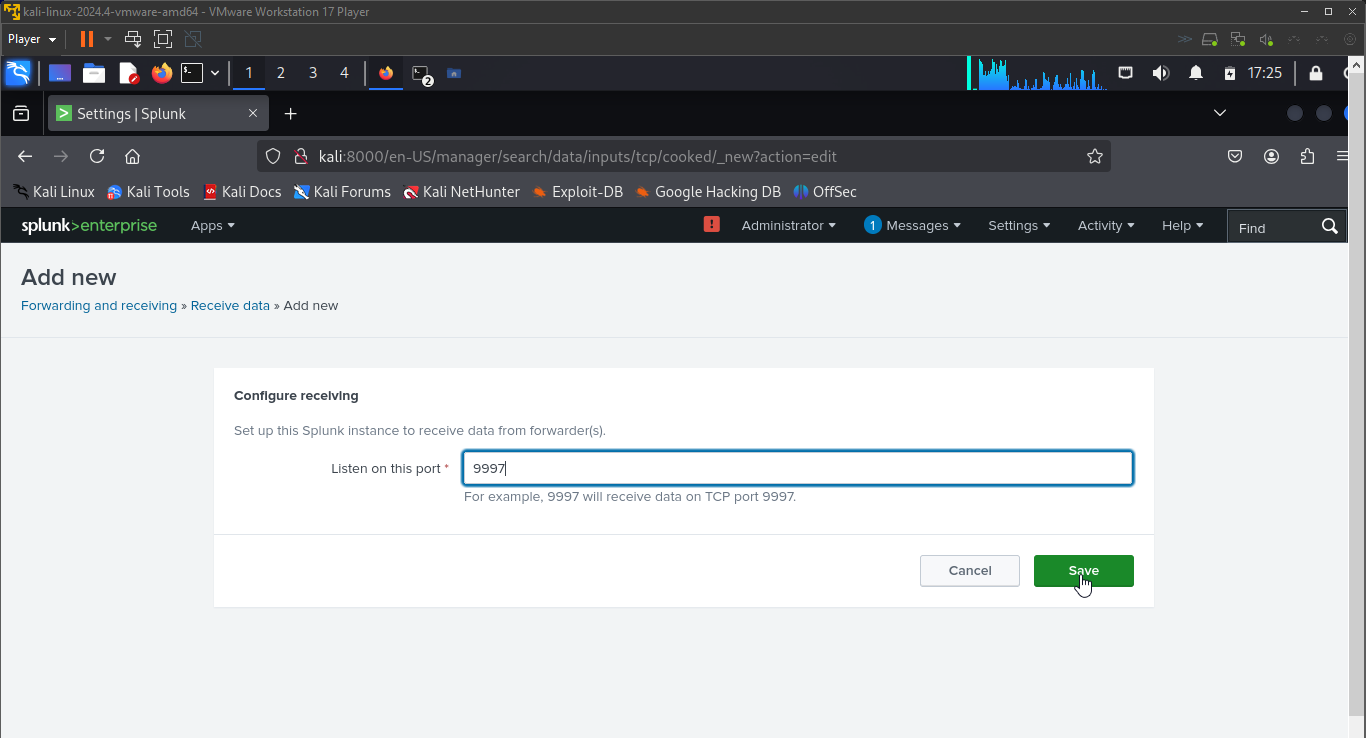 kali-linux-2024.4-vmware-amd64 - VMware Workstation 17 Player
Player
1 2 3 4 2 17:25
Settings | Splunk
kali:8000/en-US/manager/search/data/inputs/tcp/cooked/_new?action=edit
Kali Linux Kali Tools Kali Docs Kali Forums Kali NetHunter Exploit-DB Google Hacking DB OffSec
splunk>enterprise Apps ! Administrator 1 Messages Settings Activity Help Find
Add new
Forwarding and receiving » Receive data » Add new
Configure receiving
Set up this Splunk instance to receive data from forwarder(s).
Listen on this port * 9997
For example, 9997 will receive data on TCP port 9997.
Cancel Save